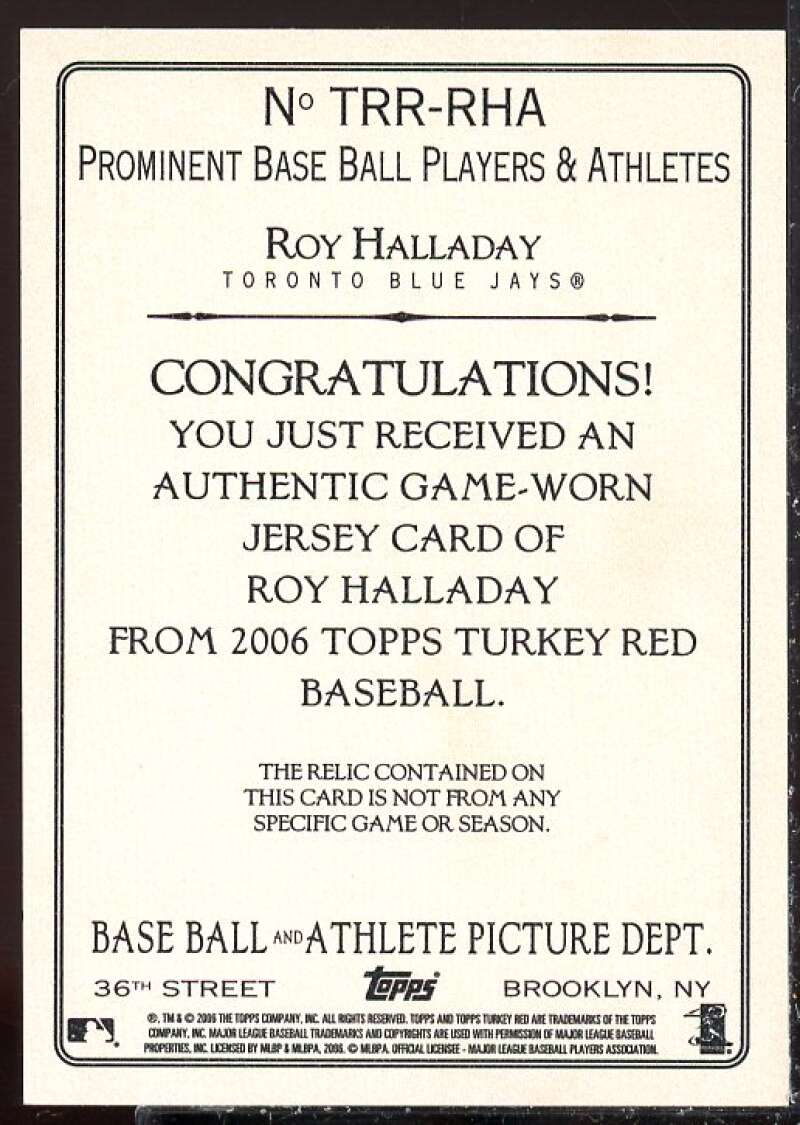 Nº TRR-RHA
PROMINENT BASE BALL PLAYERS & ATHLETES
ROY HALLADAY
TORONTO BLUE JAYS®
CONGRATULATIONS!
YOU JUST RECEIVED AN
AUTHENTIC GAME-WORN
JERSEY CARD OF
ROY HALLADAY
FROM 2006 TOPPS TURKEY RED
BASEBALL.
THE RELIC CONTAINED ON
THIS CARD IS NOT FROM ANY
SPECIFIC GAME OR SEASON.
BASE BALL AND ATHLETE PICTURE DEPT.
36TH STREET topps BROOKLYN, NY
®, TM & © 2006 THE TOPPS COMPANY, INC. ALL RIGHTS RESERVED. TOPPS AND TOPPS TURKEY RED ARE TRADEMARKS OF THE TOPPS
COMPANY, INC. MAJOR LEAGUE BASEBALL TRADEMARKS AND COPYRIGHTS ARE USED WITH PERMISSION OF MAJOR LEAGUE BASEBALL
PROPERTIES, INC. LICENSED BY MLBP & MLBPA, 2006. © MLBPA. OFFICIAL LICENSEE - MAJOR LEAGUE BASEBALL PLAYERS ASSOCIATION.